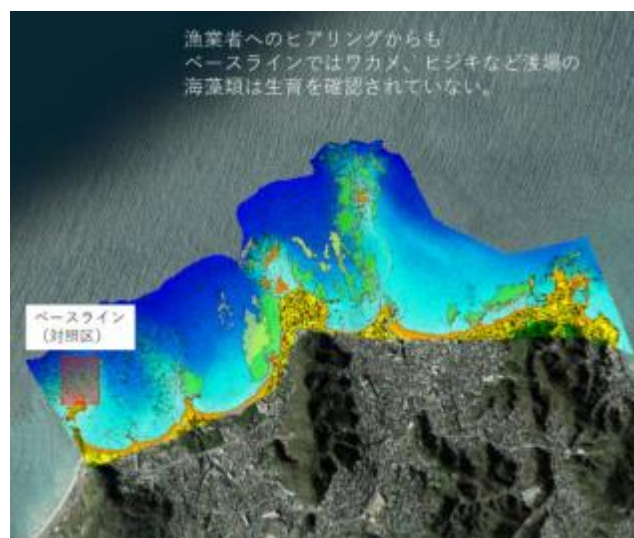 漁業者へのヒアリングからも
ベースラインではワカメ、ヒジキなど浅場の
海藻類は生育を確認されていない。
ベースライン
（対照区）